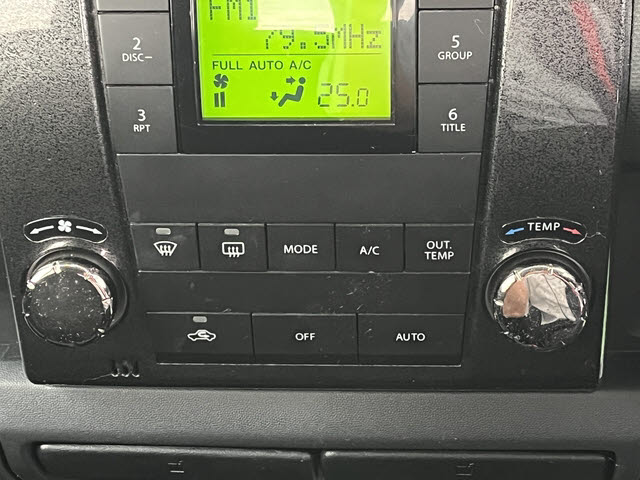 FM1
79.5MHz
FULL AUTO A/C
25.0
2
DISC−
3
RPT
5
GROUP
6
TITLE
TEMP
MODE
A/C
OUT.
TEMP
OFF
AUTO